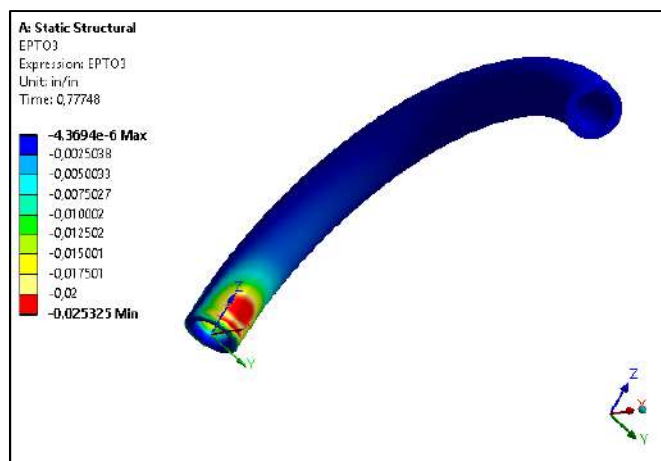 A: Static Structural
EPTO3
Expression: EPTO3
Unit: in/in
Time: 0,77748
-4.3694e-6 Max
-0,0025038
-0,0050033
-0,0075027
-0,010002
-0,012502
-0,015001
-0,017501
-0,02
-0,025325 Min
Z
Y
Z
X
Y